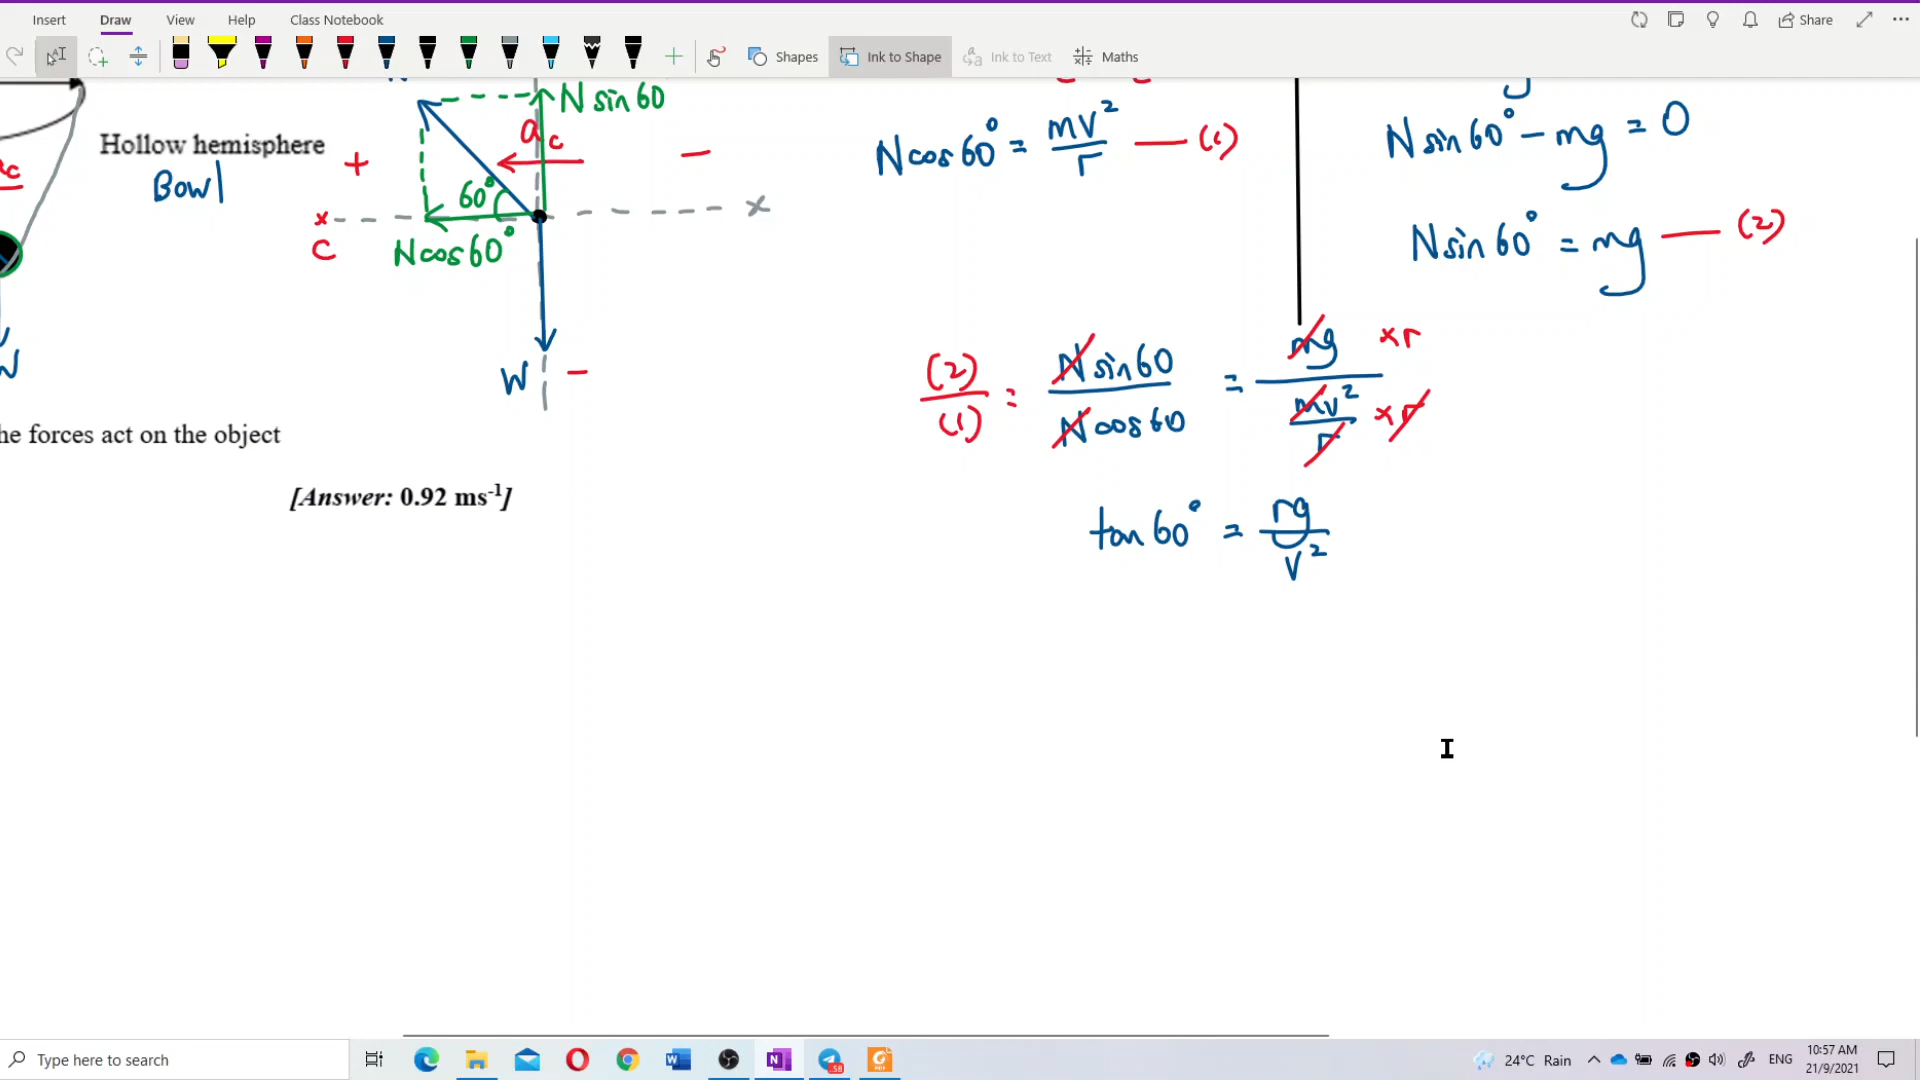 Insert Draw View Help Class Notebook Share
Shapes Ink to Shape Ink to Text Maths
N sin 60
Hollow hemisphere
Bowl
+
a c
−
60°
x
x
C
N cos 60°
W −
W
he forces act on the object
[Answer: 0.92 ms⁻¹]
N cos 60° = mv²/r — (1)
N sin 60° − mg = 0
N sin 60° = mg — (2)
(2)/(1) = N sin 60 / N cos 60 = mg / (mv²/r) × r × r
tan 60° = rg / v²
Type here to search
24°C Rain ENG 10:57 AM
21/9/2021